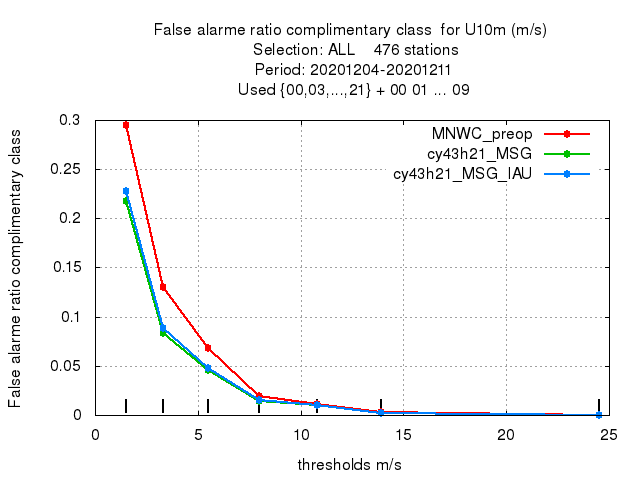 False alarme ratio complimentary class for U10m (m/s)
Selection: ALL 476 stations
Period: 20201204-20201211
Used {00,03,...,21} + 00 01 ... 09
MNWC_preop
cy43h21_MSG
cy43h21_MSG_IAU
False alarme ratio complimentary class
0.3
0.25
0.2
0.15
0.1
0.05
0
0 5 10 15 20 25
thresholds m/s